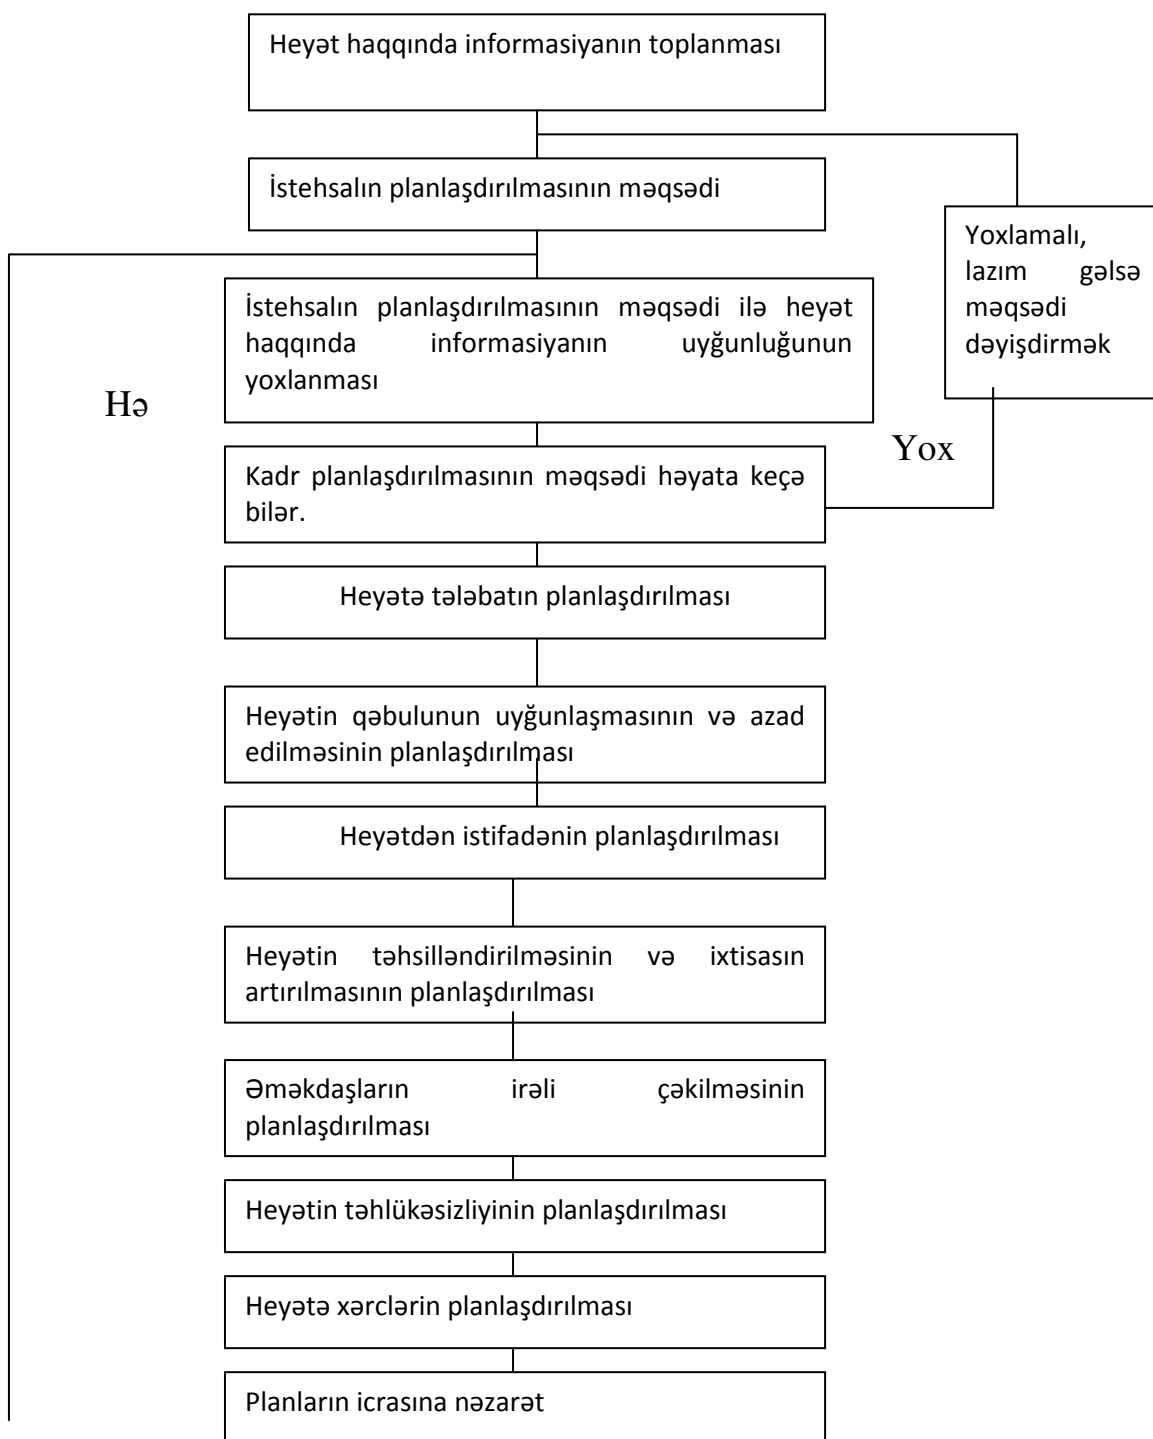 Heyət haqqında informasiyanın toplanması
İstehsalın planlaşdırılmasının məqsədi
Yoxlamalı,
lazım gəlsə
məqsədi
dəyişdirmək
İstehsalın planlaşdırılmasının məqsədi ilə heyət
haqqında informasiyanın uyğunluğunun
yoxlanması
Hə
Yox
Kadr planlaşdırılmasının məqsədi həyata keçə
bilər.
Heyətə tələbatın planlaşdırılması
Heyətin qəbulunun uyğunlaşmasının və azad
edilməsinin planlaşdırılması
Heyətdən istifadənin planlaşdırılması
Heyətin təhsilləndirilməsinin və ixtisasın
artırılmasının planlaşdırılması
Əməkdaşların irəli çəkilməsinin
planlaşdırılması
Heyətin təhlükəsizliyinin planlaşdırılması
Heyətə xərclərin planlaşdırılması
Planların icrasına nəzarət